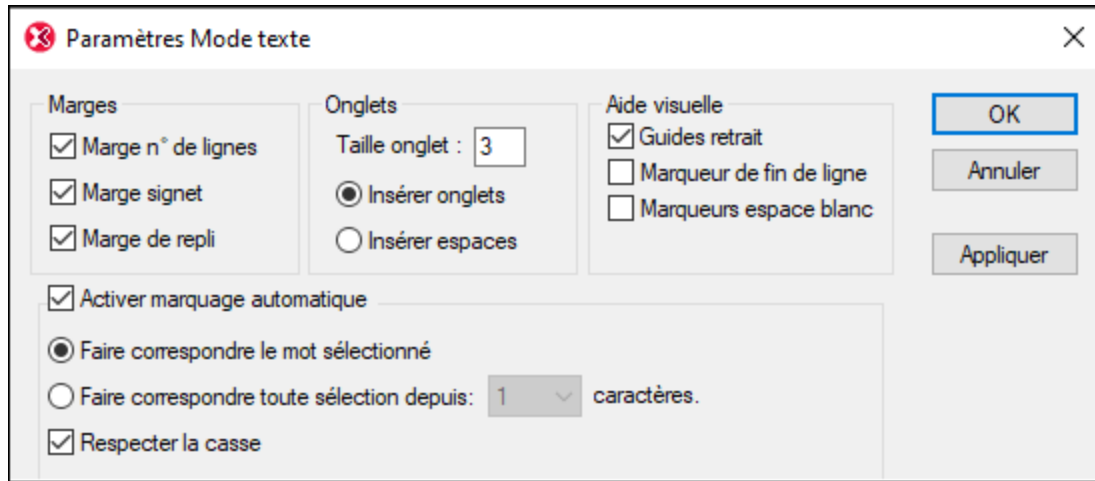 Paramètres Mode texte
Marges
Marge n° de lignes
Marge signet
Marge de repli
Onglets
Taille onglet : 3
Insérer onglets
Insérer espaces
Aide visuelle
Guides retrait
Marqueur de fin de ligne
Marqueurs espace blanc
OK
Annuler
Appliquer
Activer marquage automatique
Faire correspondre le mot sélectionné
Faire correspondre toute sélection depuis: 1 caractères.
Respecter la casse